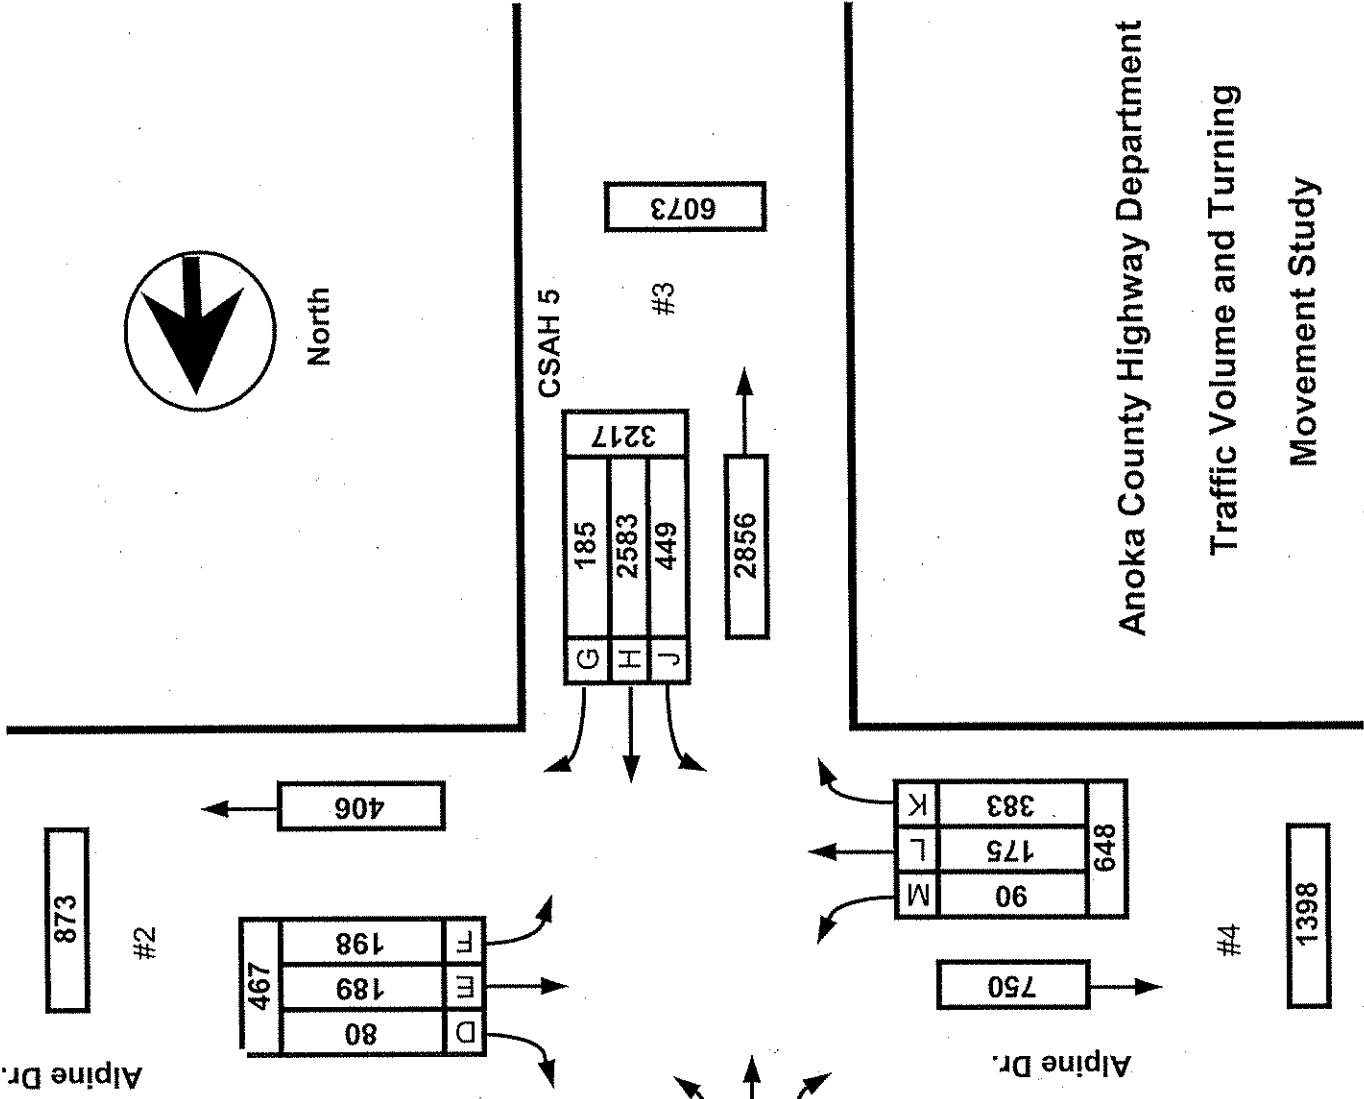 Anoka County Highway Department
Traffic Volume and Turning
Movement Study
North
CSAH 5
#3
6073
3217
G 185
H 2583
J 449
2856
406
873
#2
467
198 F
189 E
80 D
Alpine Dr.
K 383
L 175
M 90
648
750
#4
1398
Alpine Dr.